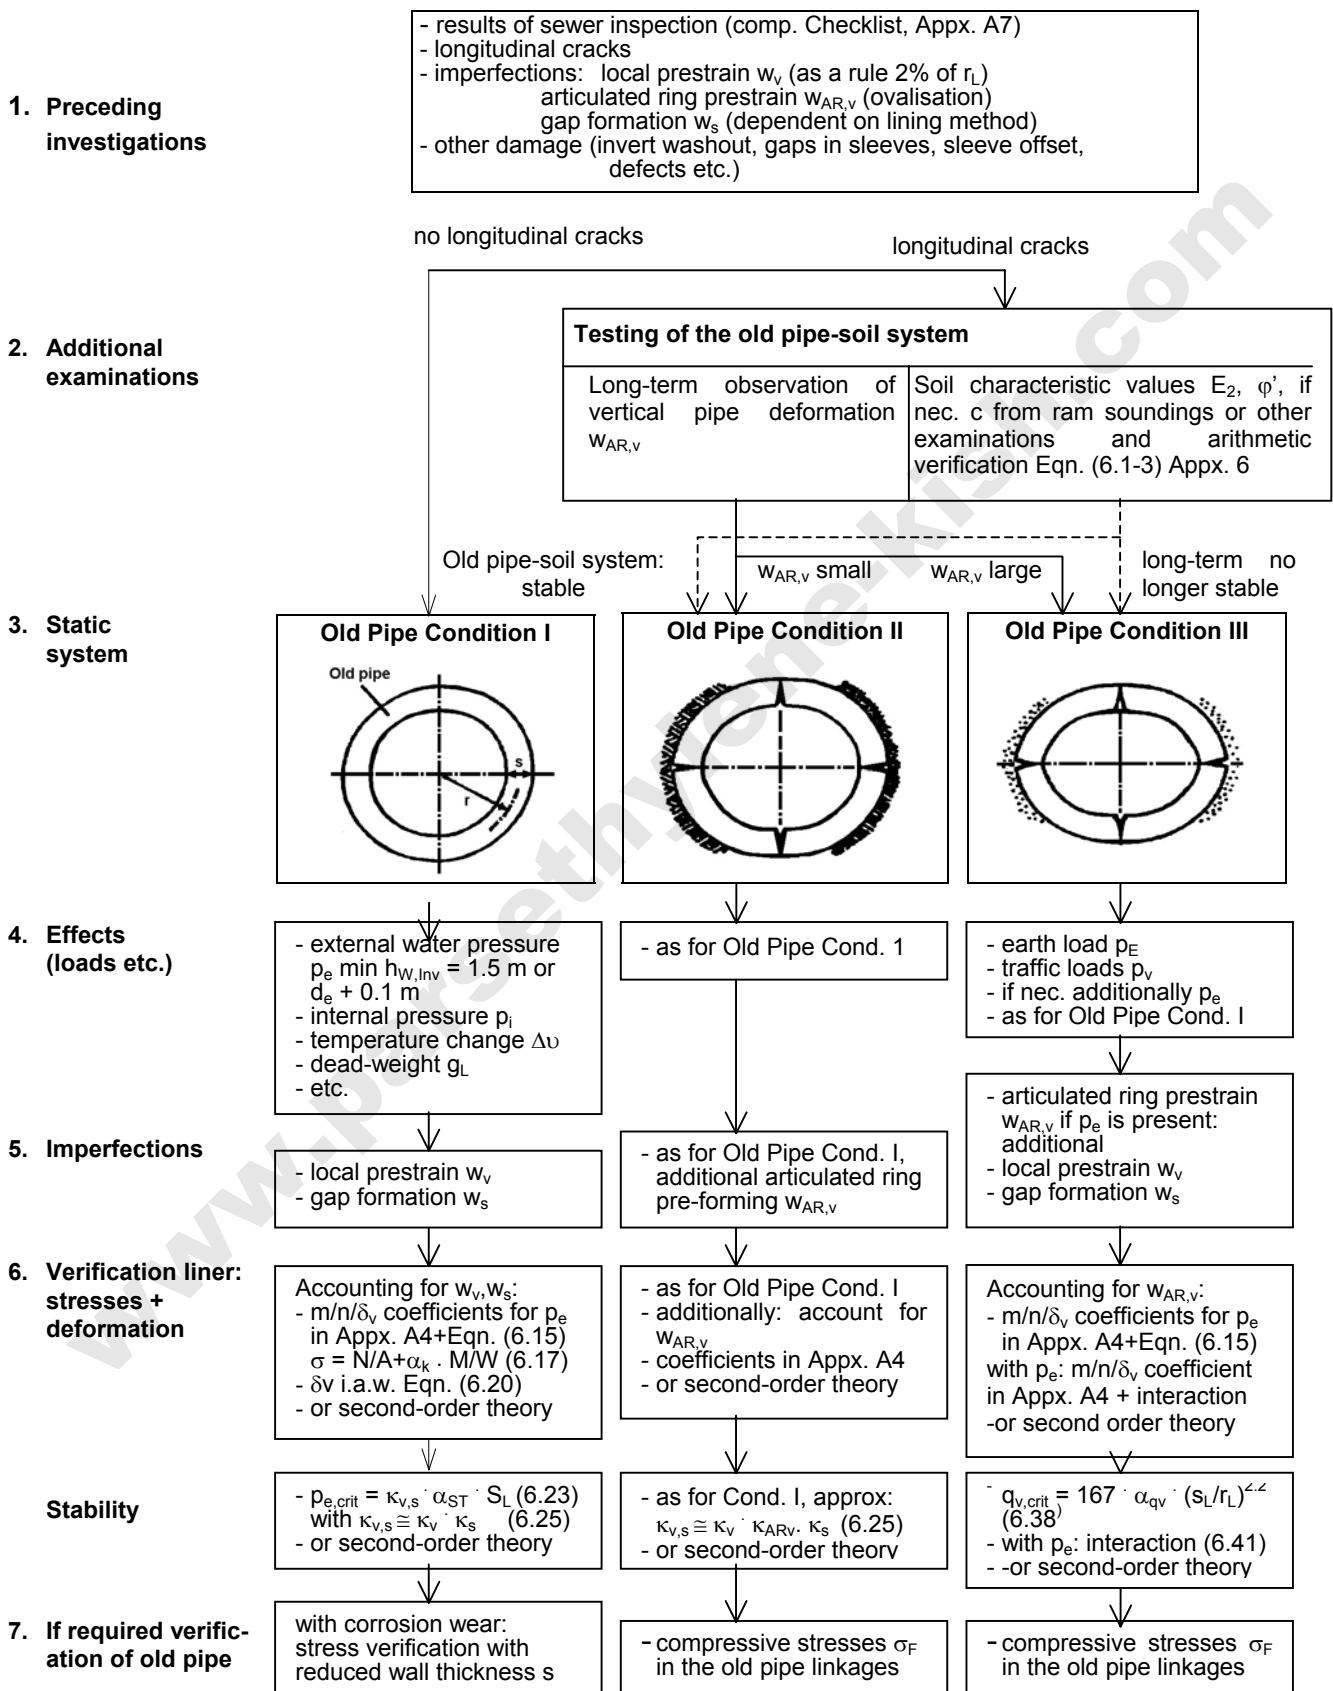 - results of sewer inspection (comp. Checklist, Appx. A7)
- longitudinal cracks
- imperfections: local prestrain wᵥ (as a rule 2% of r_L)
articulated ring prestrain w_AR,v (ovalisation)
gap formation w_s (dependent on lining method)
- other damage (invert washout, gaps in sleeves, sleeve offset,
defects etc.)
1. Preceding
investigations
no longitudinal cracks
longitudinal cracks
2. Additional
examinations
Testing of the old pipe-soil system
Long-term observation of
vertical pipe deformation
w_AR,v
Soil characteristic values E₂, φ’, if
nec. c from ram soundings or other
examinations and arithmetic
verification Eqn. (6.1-3) Appx. 6
Old pipe-soil system:
stable
w_AR,v small
w_AR,v large
long-term no
longer stable
3. Static
system
Old Pipe Condition I
Old pipe
s
r
Old Pipe Condition II
Old Pipe Condition III
4. Effects
(loads etc.)
- external water pressure
p_e min h_W,Inv = 1.5 m or
d_e + 0.1 m
- internal pressure p_i
- temperature change Δυ
- dead-weight g_L
- etc.
- as for Old Pipe Cond. 1
- earth load p_E
- traffic loads p_v
- if nec. additionally p_e
- as for Old Pipe Cond. I
5. Imperfections
- local prestrain w_v
- gap formation w_s
- as for Old Pipe Cond. I,
additional articulated ring
pre-forming w_AR,v
- articulated ring prestrain
w_AR,v if p_e is present:
additional
- local prestrain w_v
- gap formation w_s
6. Verification liner:
stresses +
deformation
Accounting for w_v,w_s:
- m/n/δ_v coefficients for p_e
in Appx. A4+Eqn. (6.15)
σ = N/A+α_k . M/W (6.17)
- δv i.a.w. Eqn. (6.20)
- or second-order theory
- as for Old Pipe Cond. I
- additionally: account for
w_AR,v
- coefficients in Appx. A4
- or second-order theory
Accounting for w_AR,v:
- m/n/δ_v coefficients for p_e
in Appx. A4+Eqn. (6.15)
with p_e: m/n/δ_v coefficient
in Appx. A4 + interaction
-or second order theory
Stability
- p_e,crit = κ_v,s · α_ST · S_L (6.23)
with κ_v,s ≅ κ_v · κ_s (6.25)
- or second-order theory
- as for Cond. I, approx:
κ_v,s ≅ κ_v · κ_ARv. κ_s (6.25)
- or second-order theory
- q_v,crit = 167 · α_qv · (s_L/r_L)^2.2
(6.38)
- with p_e: interaction (6.41)
- -or second-order theory
7. If required verific-
ation of old pipe
with corrosion wear:
stress verification with
reduced wall thickness s
- compressive stresses σ_F
in the old pipe linkages
- compressive stresses σ_F
in the old pipe linkages
www.parsethylene-kish.com